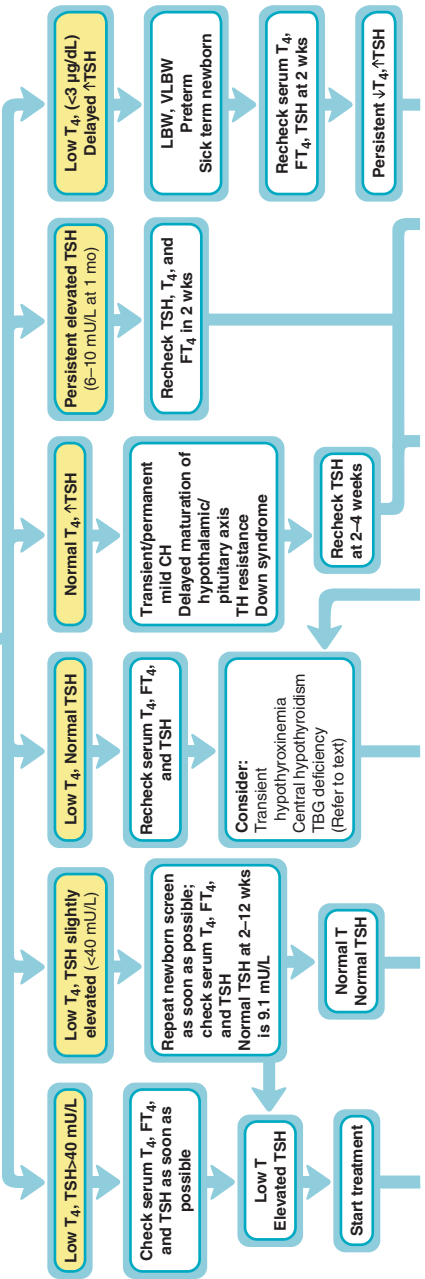 Low T₄, TSH>40 mU/L
Check serum T₄, FT₄,
and TSH as soon as
possible
Low T
Elevated TSH
Start treatment
Low T₄, TSH slightly
elevated (<40 mU/L)
Repeat newborn screen
as soon as possible;
check serum T₄, FT₄,
and TSH
Normal TSH at 2–12 wks
is 9.1 mU/L
Normal T
Normal TSH
Low T₄, Normal TSH
Recheck serum T₄, FT₄,
and TSH
Consider:
Transient
hypothyroxinemia
Central hypothyroidism
TBG deficiency
(Refer to text)
Normal T₄, ↑TSH
Transient/permanent
mild CH
Delayed maturation of
hypothalamic/
pituitary axis
TH resistance
Down syndrome
Recheck TSH
at 2–4 weeks
Persistent elevated TSH
(6–10 mU/L at 1 mo)
Recheck TSH, T₄, and
FT₄ in 2 wks
Low T₄, (<3 µg/dL)
Delayed ↑TSH
LBW, VLBW
Preterm
Sick term newborn
Recheck serum T₄,
FT₄, TSH at 2 wks
Persistent ↓T₄,↑TSH